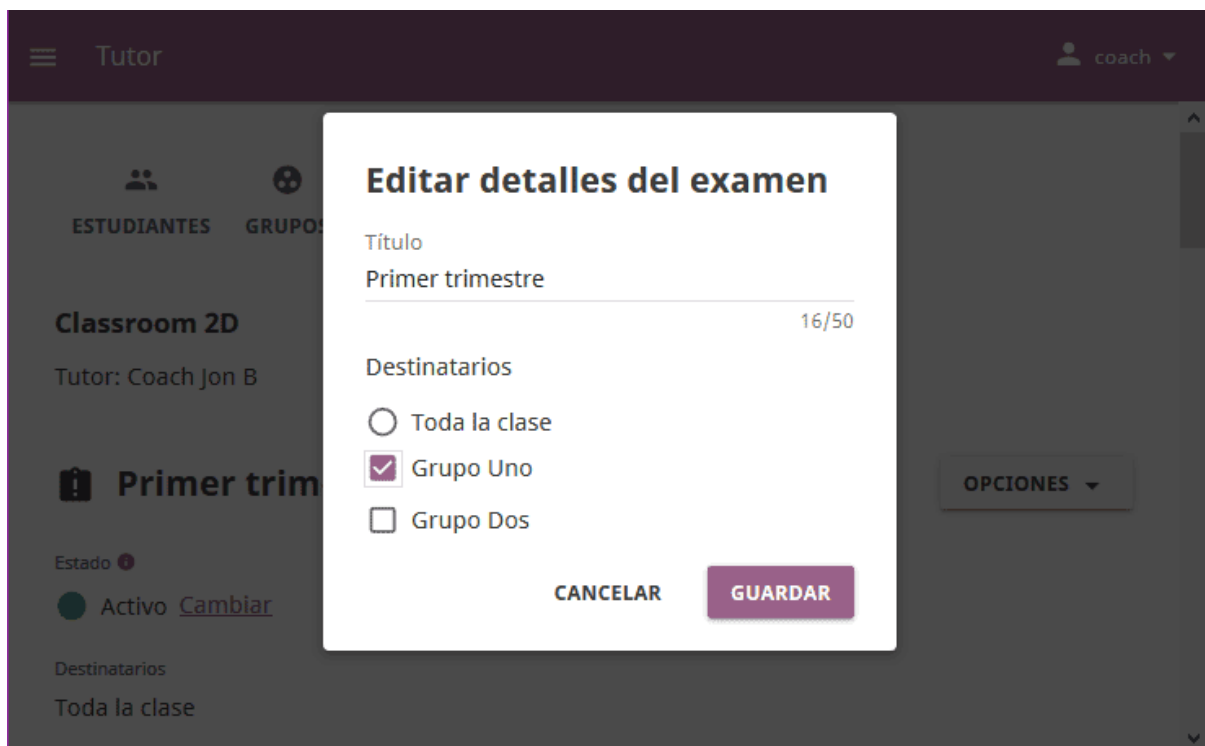 Tutor
coach
ESTUDIANTES GRUPOS
Editar detalles del examen
Título
Primer trimestre
16/50
Destinatarios
Toda la clase
Grupo Uno
Grupo Dos
CANCELAR GUARDAR
Classroom 2D
Tutor: Coach Jon B
Primer trim
OPCIONES
Estado
Activo Cambiar
Destinatarios
Toda la clase